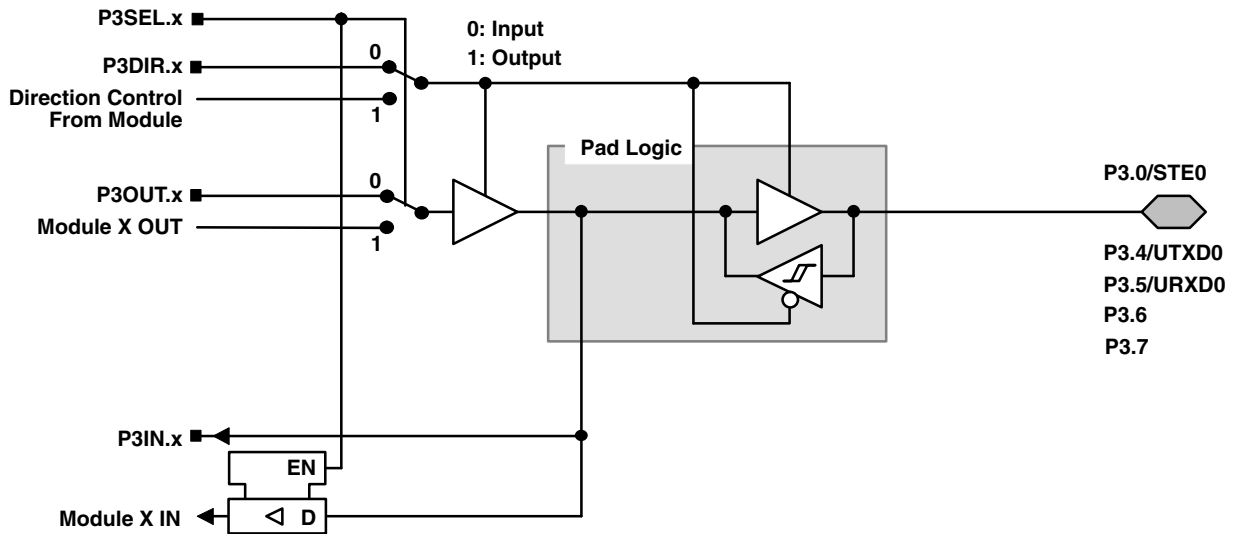 P3SEL.x
0: Input
1: Output
0
P3DIR.x
Direction Control
From Module
1
Pad Logic
P3.0/STE0
0
P3OUT.x
Module X OUT
1
P3.4/UTXD0
P3.5/URXD0
P3.6
P3.7
P3IN.x
EN
Module X IN
D